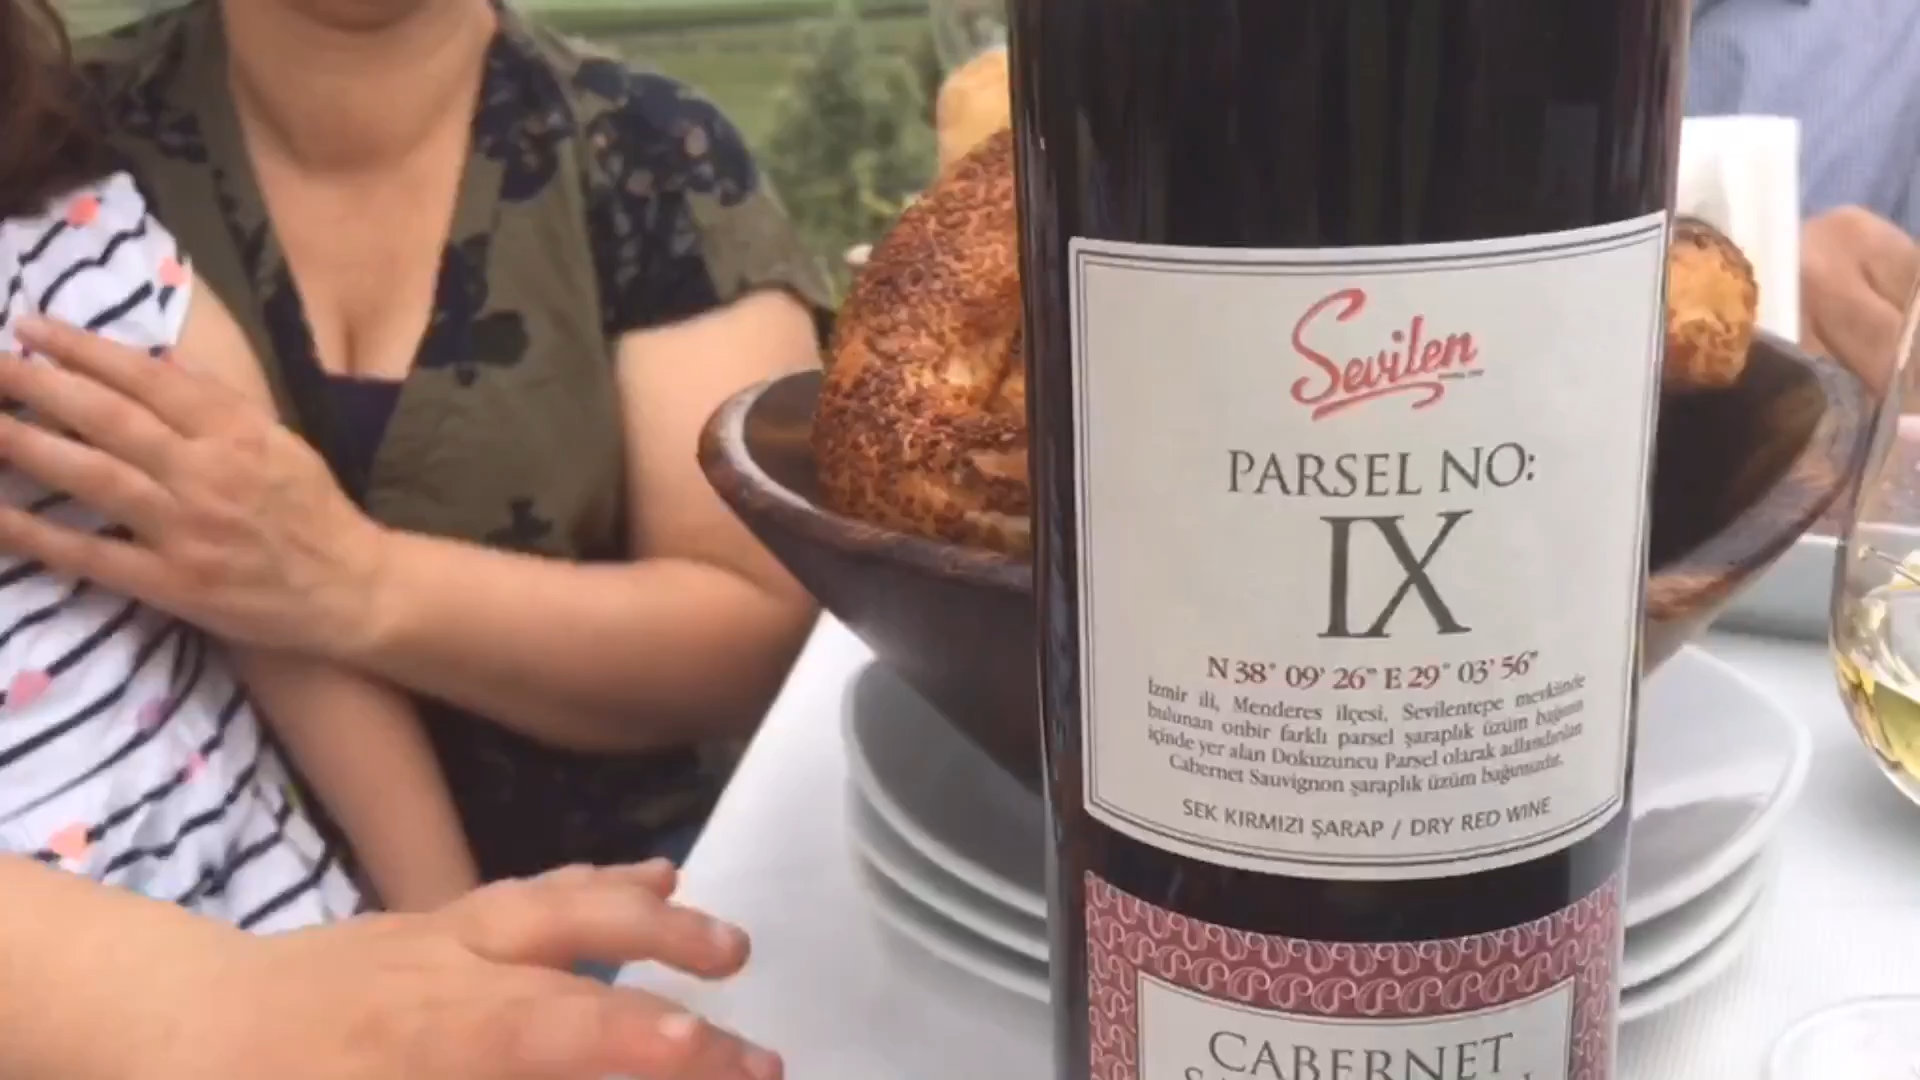 Sevilen
PARSEL NO:
IX
N 38° 09' 26" E 29° 03' 56"
İzmir ili, Menderes ilçesi, Sevilentepe mevkiinde
bulunan onbir farklı parsel şaraplık üzüm bağının
içinde yer alan Dokuzuncu Parsel olarak adlandırılan
Cabernet Sauvignon şaraplık üzüm bağımızdır.
SEK KIRMIZI ŞARAP / DRY RED WINE
CABERNET